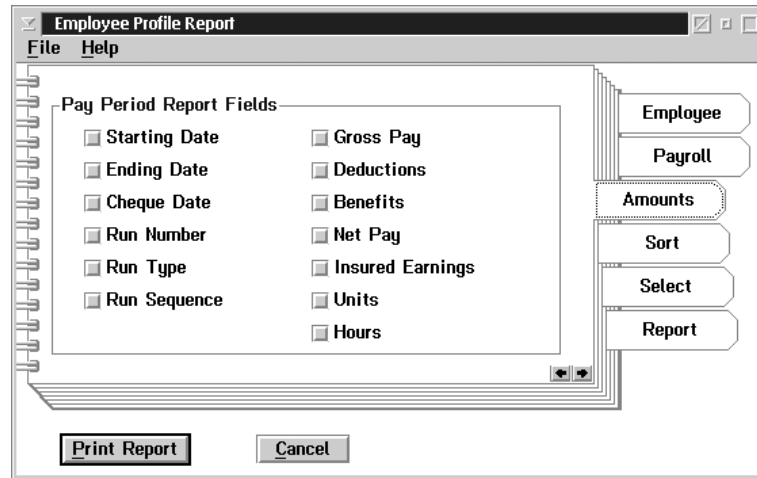 Employee Profile Report
File Help
Pay Period Report Fields
Starting Date
Ending Date
Cheque Date
Run Number
Run Type
Run Sequence
Gross Pay
Deductions
Benefits
Net Pay
Insured Earnings
Units
Hours
Employee
Payroll
Amounts
Sort
Select
Report
Print Report
Cancel